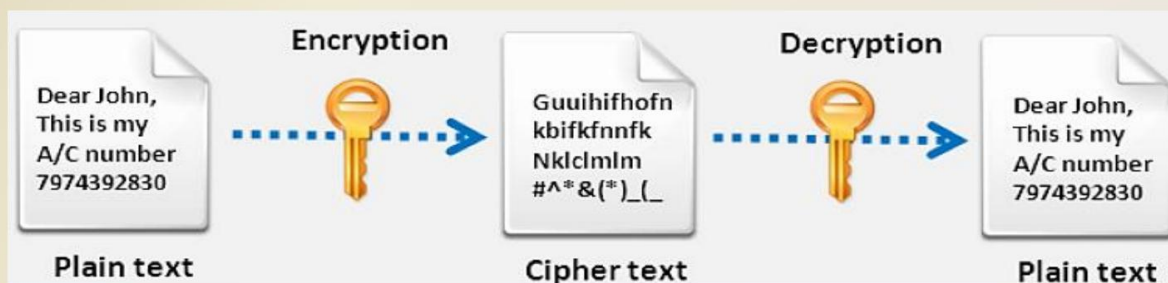 Encryption
Decryption
Dear John,
This is my
A/C number
7974392830
Guuihifhofn
kbifkfnnfk
Nklclmlm
#^*&(*)_(_
Dear John,
This is my
A/C number
7974392830
Plain text
Cipher text
Plain text